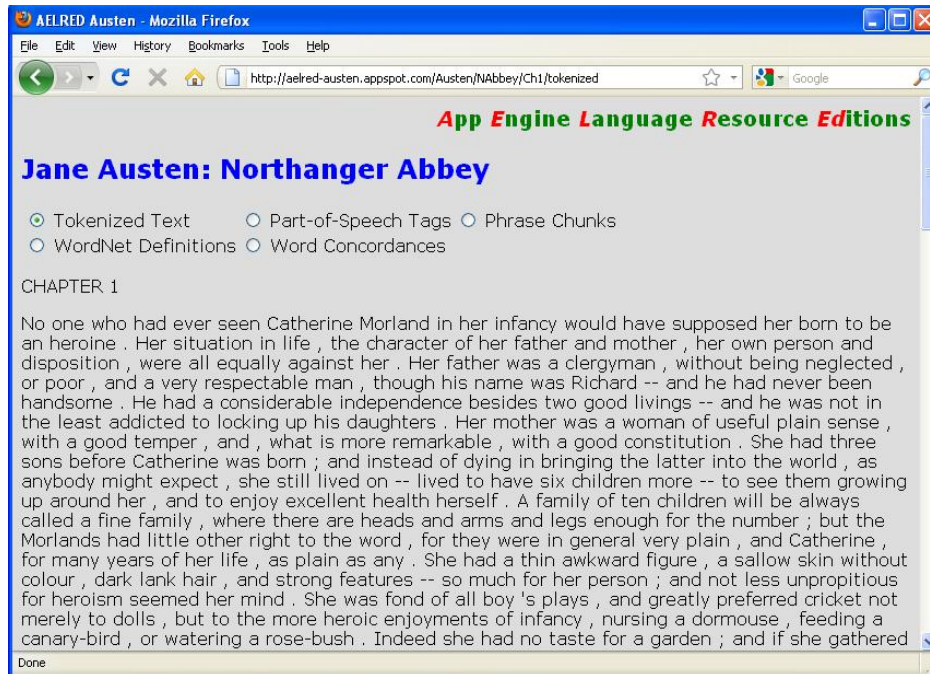 AELRED Austen - Mozilla Firefox
File Edit View History Bookmarks Tools Help
http://aelred-austen.appspot.com/Austen/NAbbey/Ch1/tokenized Google
App Engine Language Resource Editions
Jane Austen: Northanger Abbey
Tokenized Text Part-of-Speech Tags Phrase Chunks
WordNet Definitions Word Concordances
CHAPTER 1
No one who had ever seen Catherine Morland in her infancy would have supposed her born to be
an heroine . Her situation in life , the character of her father and mother , her own person and
disposition , were all equally against her . Her father was a clergyman , without being neglected ,
or poor , and a very respectable man , though his name was Richard -- and he had never been
handsome . He had a considerable independence besides two good livings -- and he was not in
the least addicted to locking up his daughters . Her mother was a woman of useful plain sense ,
with a good temper , and , what is more remarkable , with a good constitution . She had three
sons before Catherine was born ; and instead of dying in bringing the latter into the world , as
anybody might expect , she still lived on -- lived to have six children more -- to see them growing
up around her , and to enjoy excellent health herself . A family of ten children will be always
called a fine family , where there are heads and arms and legs enough for the number ; but the
Morlands had little other right to the word , for they were in general very plain , and Catherine ,
for many years of her life , as plain as any . She had a thin awkward figure , a sallow skin without
colour , dark lank hair , and strong features -- so much for her person ; and not less unpropitious
for heroism seemed her mind . She was fond of all boy 's plays , and greatly preferred cricket not
merely to dolls , but to the more heroic enjoyments of infancy , nursing a dormouse , feeding a
canary-bird , or watering a rose-bush . Indeed she had no taste for a garden ; and if she gathered
Done